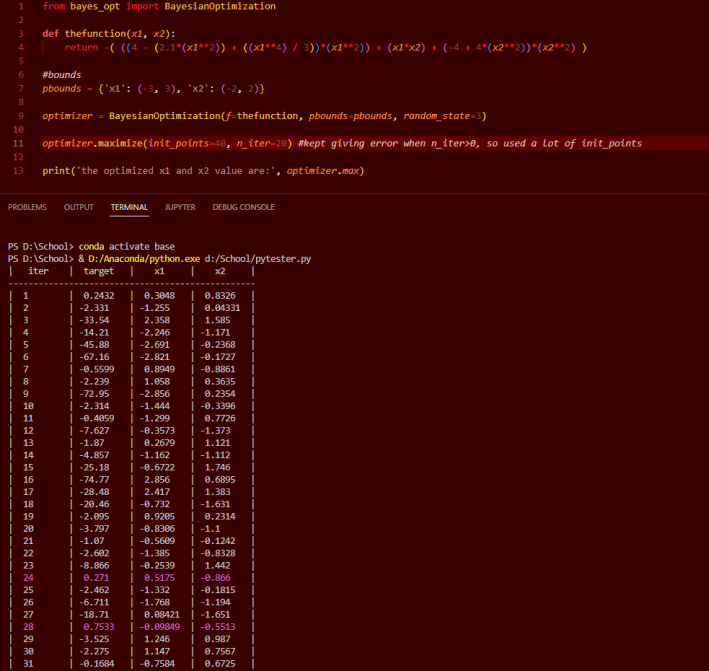 1 from bayes_opt import BayesianOptimization
2
3 def thefunction(x1, x2):
4 return -( ((4 - (2.1*(x1**2)) + ((x1**4) / 3))*(x1**2)) + (x1*x2) + (-4 + 4*(x2**2))*(x2**2) )
5
6 #bounds
7 pbounds = {'x1': (-3, 3), 'x2': (-2, 2)}
8
9 optimizer = BayesianOptimization(f=thefunction, pbounds=pbounds, random_state=3)
10
11 optimizer.maximize(init_points=40, n_iter=20) #kept giving error when n_iter>0, so used a lot of init_points
12
13 print('the optimized x1 and x2 value are:', optimizer.max)
PROBLEMS OUTPUT TERMINAL JUPYTER DEBUG CONSOLE
PS D:\School> conda activate base
PS D:\School> & D:/Anaconda/python.exe d:/School/pytester.py
| iter | target | x1 | x2 |
-------------------------------------------------
| 1 | 0.2432 | 0.3048 | 0.8326 |
| 2 | -2.331 | -1.255 | 0.04331 |
| 3 | -33.54 | 2.358 | 1.585 |
| 4 | -14.21 | -2.246 | -1.171 |
| 5 | -45.88 | -2.691 | -0.2368 |
| 6 | -67.16 | -2.821 | -0.1727 |
| 7 | -0.5599 | 0.8949 | -0.8861 |
| 8 | -2.239 | 1.058 | 0.3635 |
| 9 | -72.95 | -2.856 | 0.2354 |
| 10 | -2.314 | -1.444 | -0.3396 |
| 11 | -0.4059 | -1.299 | 0.7726 |
| 12 | -7.627 | -0.3573 | -1.373 |
| 13 | -1.87 | 0.2679 | 1.121 |
| 14 | -4.857 | -1.162 | -1.112 |
| 15 | -25.18 | -0.6722 | 1.746 |
| 16 | -74.77 | 2.856 | 0.6895 |
| 17 | -28.48 | 2.417 | 1.383 |
| 18 | -20.46 | -0.732 | -1.631 |
| 19 | -2.095 | 0.9205 | 0.2314 |
| 20 | -3.797 | -0.8306 | -1.1 |
| 21 | -1.07 | -0.5609 | -0.1242 |
| 22 | -2.602 | -1.385 | -0.8328 |
| 23 | -8.866 | -0.2539 | 1.442 |
| 24 | 0.271 | 0.5175 | -0.866 |
| 25 | -2.462 | -1.332 | -0.1815 |
| 26 | -6.711 | -1.768 | -1.194 |
| 27 | -18.71 | 0.08421 | -1.651 |
| 28 | 0.7533 | -0.09849 | -0.5513 |
| 29 | -3.525 | 1.246 | 0.987 |
| 30 | -2.275 | 1.147 | 0.7567 |
| 31 | -0.1684 | -0.7584 | 0.6725 |